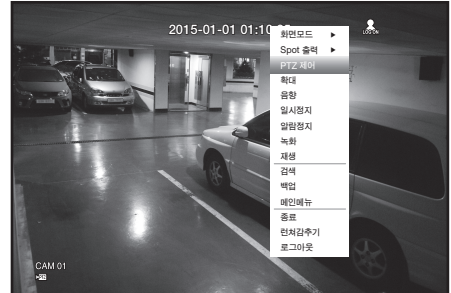 2015-01-01 01:10
LOG ON
화면모드 ▶
Spot 출력 ▶
PTZ 제어
확대
음향
일시정지
알람정지
녹화
재생
검색
백업
메인메뉴
종료
런쳐감추기
로그아웃
CAM 01